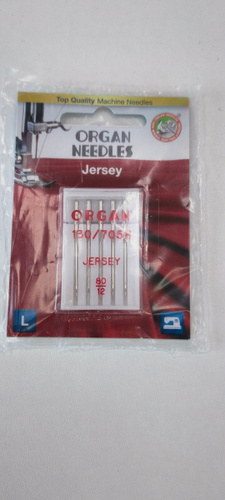 Top Quality Machine Needles
ORGAN
NEEDLES
Jersey
ORGAN
130/705H
JERSEY
80
12
L